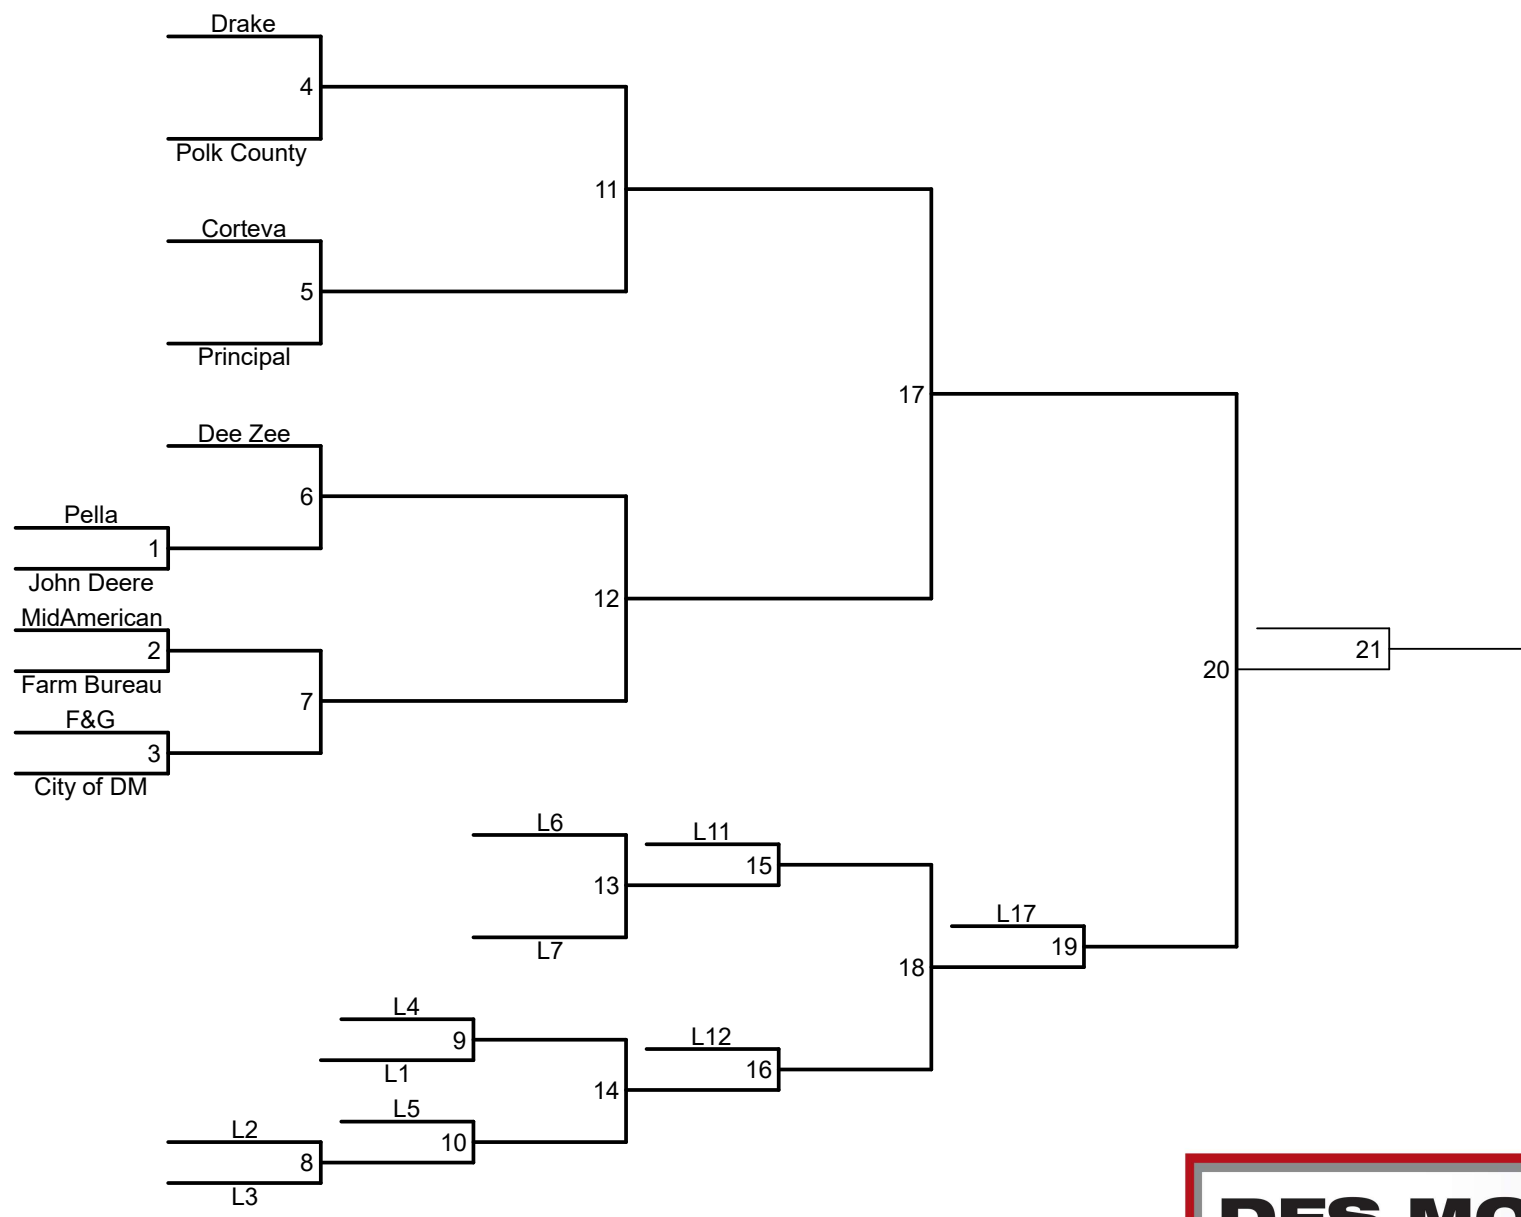 Drake
4
Polk County
11
Corteva
5
Principal
17
Dee Zee
6
Pella
1
John Deere
12
MidAmerican
2
Farm Bureau
7
F&G
3
City of DM
20
21
L6
L11
15
13
L7
L17
19
18
L4
9
L1
L12
16
14
L5
10
L2
8
L3